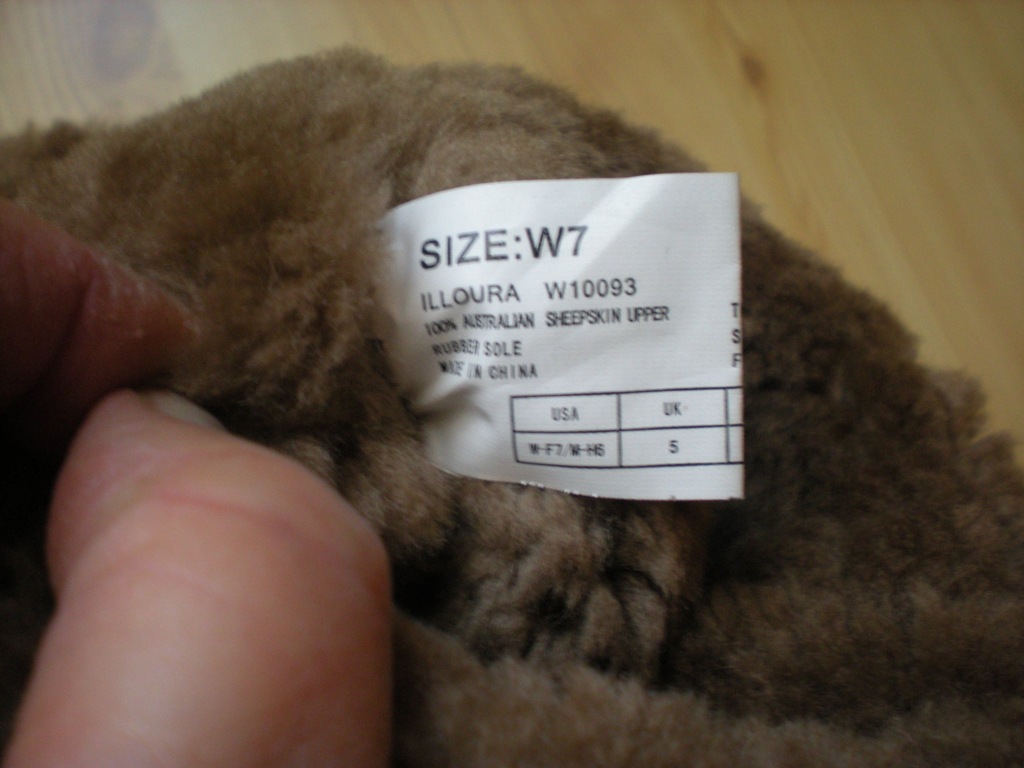 SIZE:W7
ILLOURA W10093
100% AUSTRALIAN SHEEPSKIN UPPER T
RUBBER SOLE S
MADE IN CHINA F
USA UK
W-F7/M-H6 5